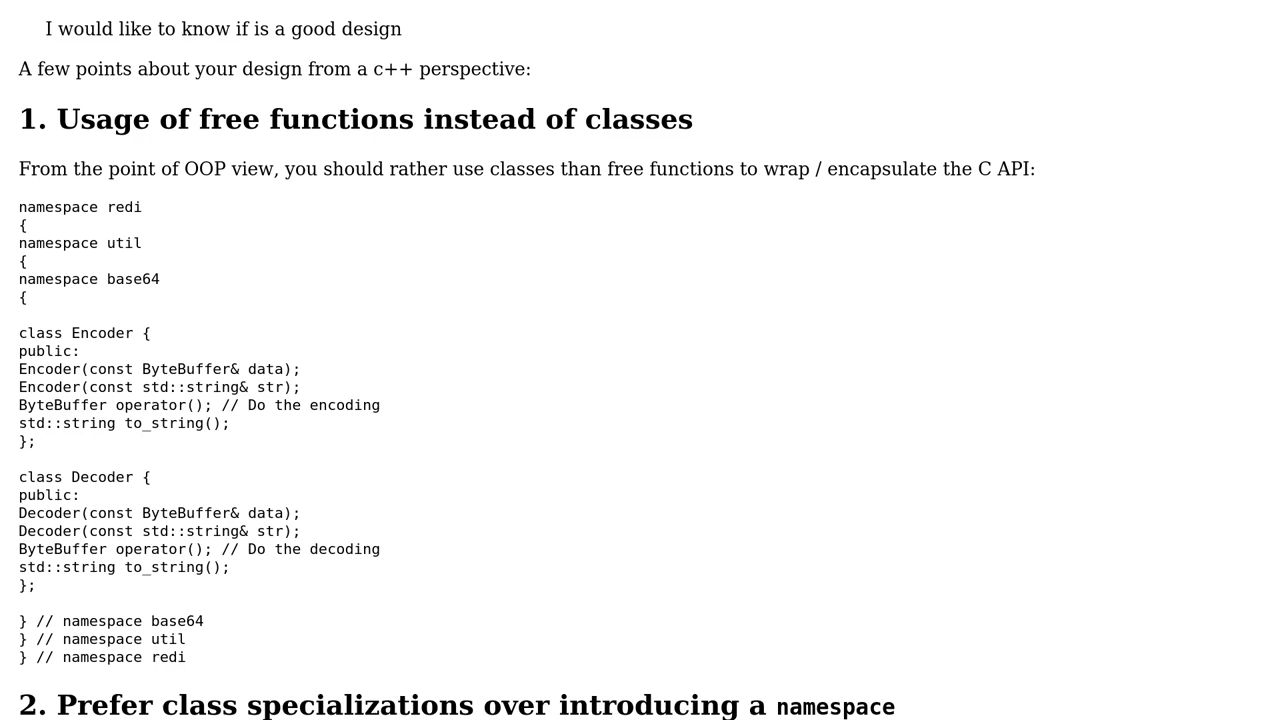 I would like to know if is a good design
A few points about your design from a c++ perspective:
1. Usage of free functions instead of classes
From the point of OOP view, you should rather use classes than free functions to wrap / encapsulate the C API:
namespace redi
{
namespace util
{
namespace base64
{
class Encoder {
public:
Encoder(const ByteBuffer& data);
Encoder(const std::string& str);
ByteBuffer operator(); // Do the encoding
std::string to_string();
};
class Decoder {
public:
Decoder(const ByteBuffer& data);
Decoder(const std::string& str);
ByteBuffer operator(); // Do the decoding
std::string to_string();
};
} // namespace base64
} // namespace util
} // namespace redi
2. Prefer class specializations over introducing a namespace